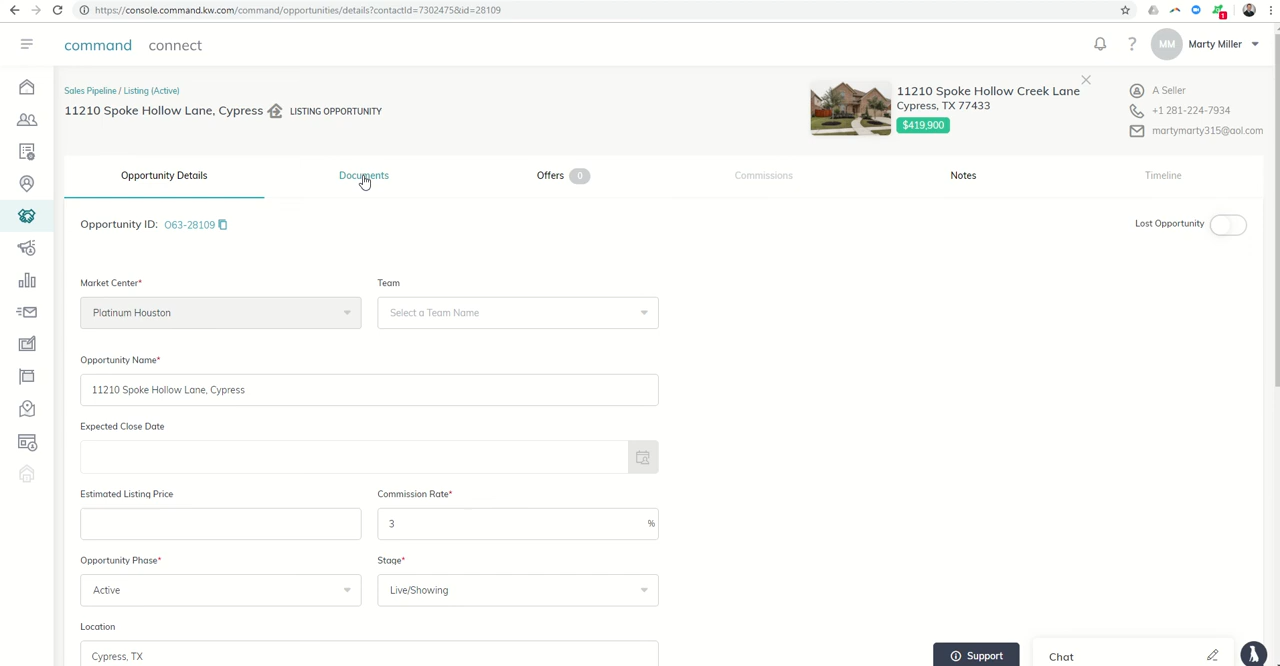 https://console.command.kw.com/command/opportunities/details?contactId=7302475&id=28109
1
command connect
? MM Marty Miller
Sales Pipeline / Listing (Active)
11210 Spoke Hollow Lane, Cypress LISTING OPPORTUNITY
11210 Spoke Hollow Creek Lane
Cypress, TX 77433
$419,900
A Seller
+1 281-224-7934
martymarty315@aol.com
Opportunity Details Documents Offers 0 Commissions Notes Timeline
Opportunity ID: O63-28109
Lost Opportunity
Market Center* Team
Platinum Houston Select a Team Name
Opportunity Name*
11210 Spoke Hollow Lane, Cypress
Expected Close Date
Estimated Listing Price Commission Rate*
3 %
Opportunity Phase* Stage*
Active Live/Showing
Location
Cypress, TX
Support
Chat